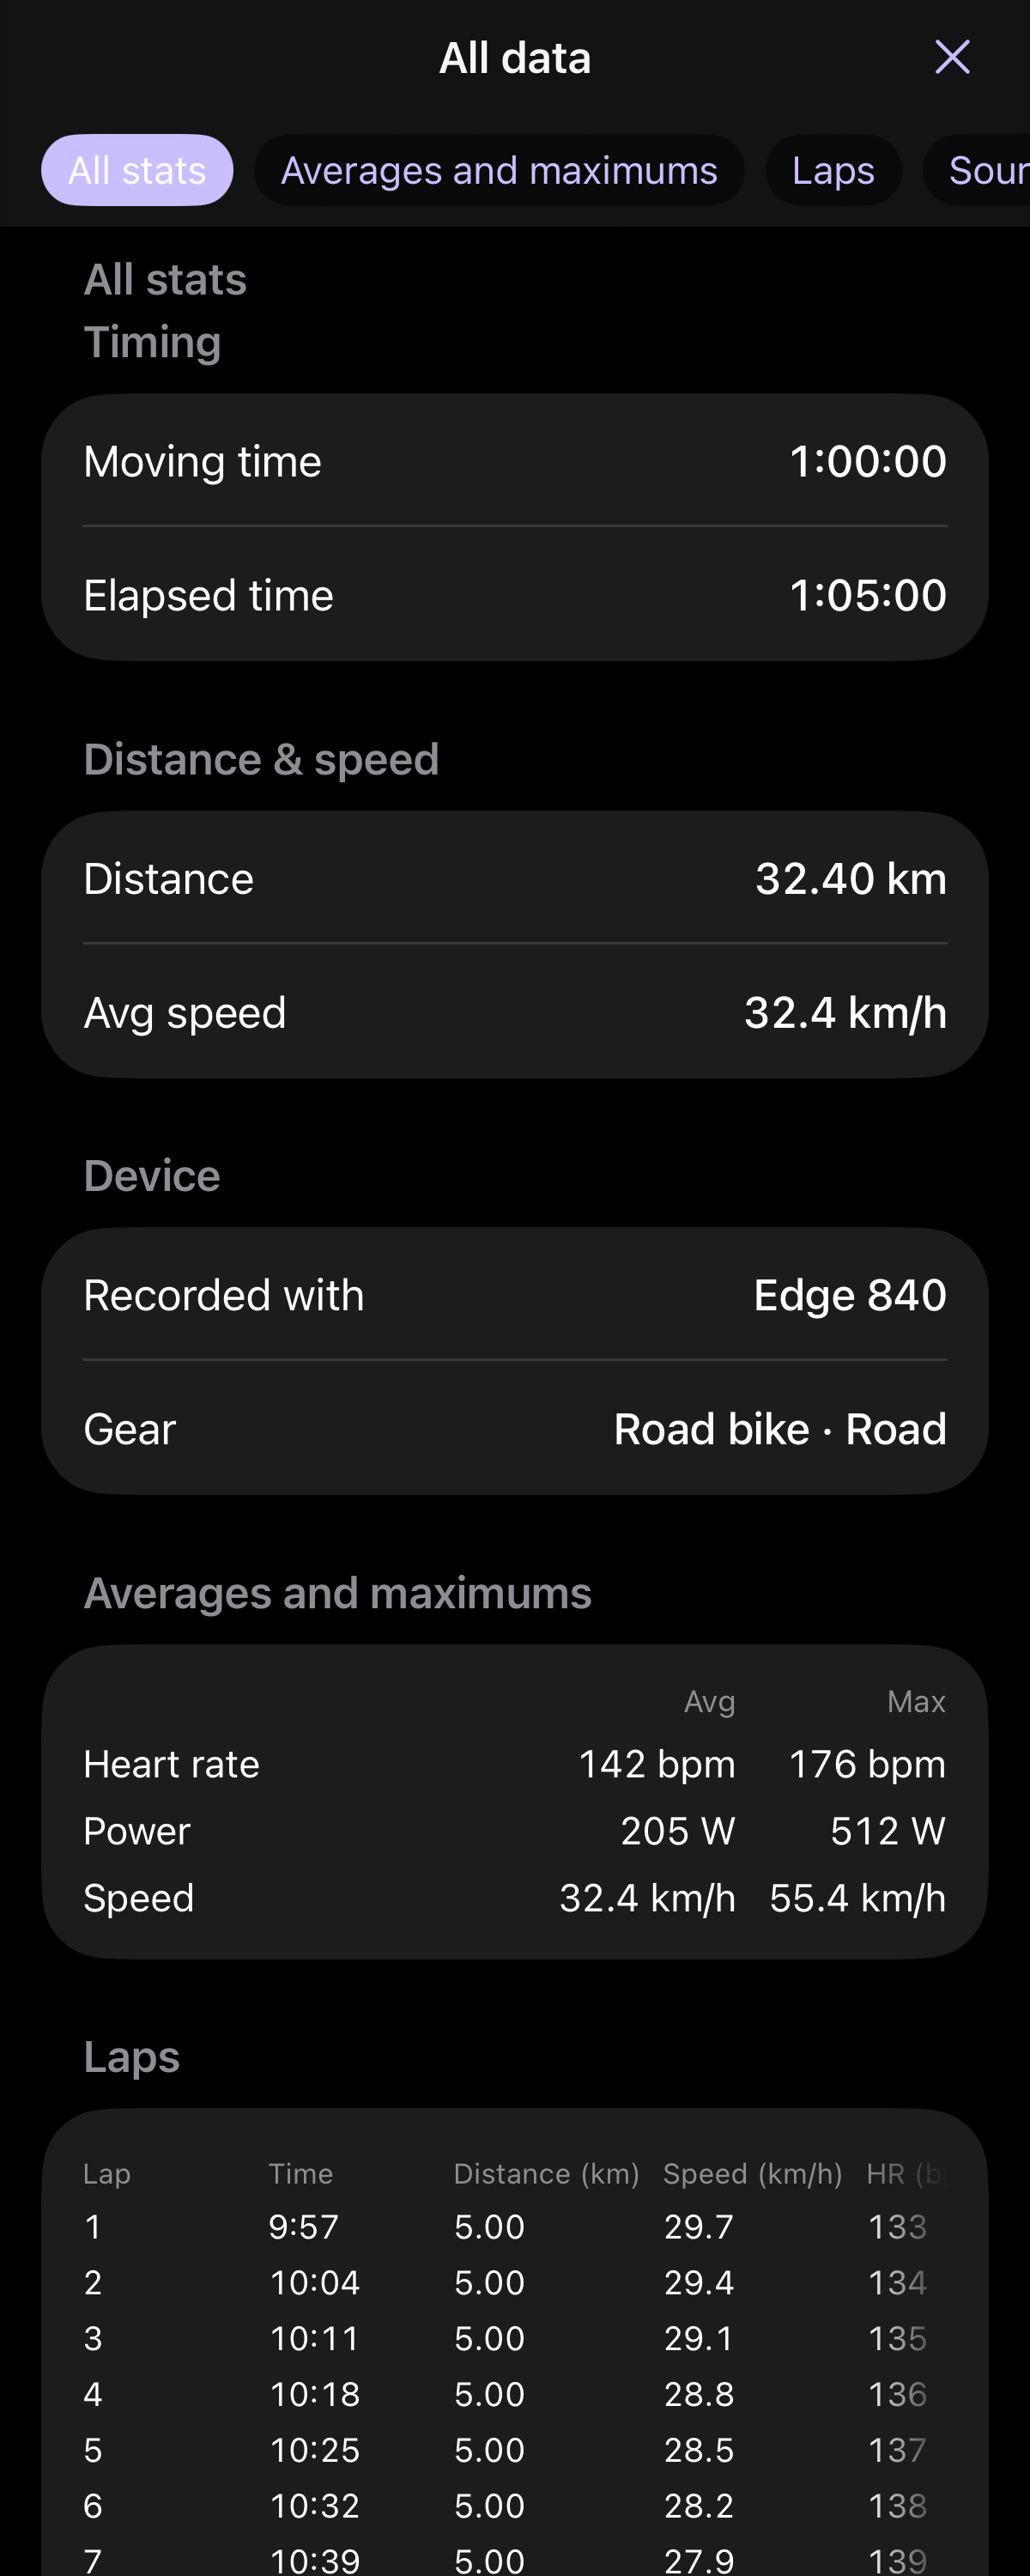 All data
All stats Averages and maximums Laps
All stats
Timing
Moving time 1:00:00
Elapsed time 1:05:00
Distance & speed
Distance 32.40 km
Avg speed 32.4 km/h
Device
Recorded with Edge 840
Gear Road bike · Road
Averages and maximums
Avg Max
Heart rate 142 bpm 176 bpm
Power 205 W 512 W
Speed 32.4 km/h 55.4 km/h
Laps
Lap Time Distance (km) Speed (km/h) HR
1 9:57 5.00 29.7 133
2 10:04 5.00 29.4 134
3 10:11 5.00 29.1 135
4 10:18 5.00 28.8 136
5 10:25 5.00 28.5 137
6 10:32 5.00 28.2 138
7 10:39 5.00 27.9 139